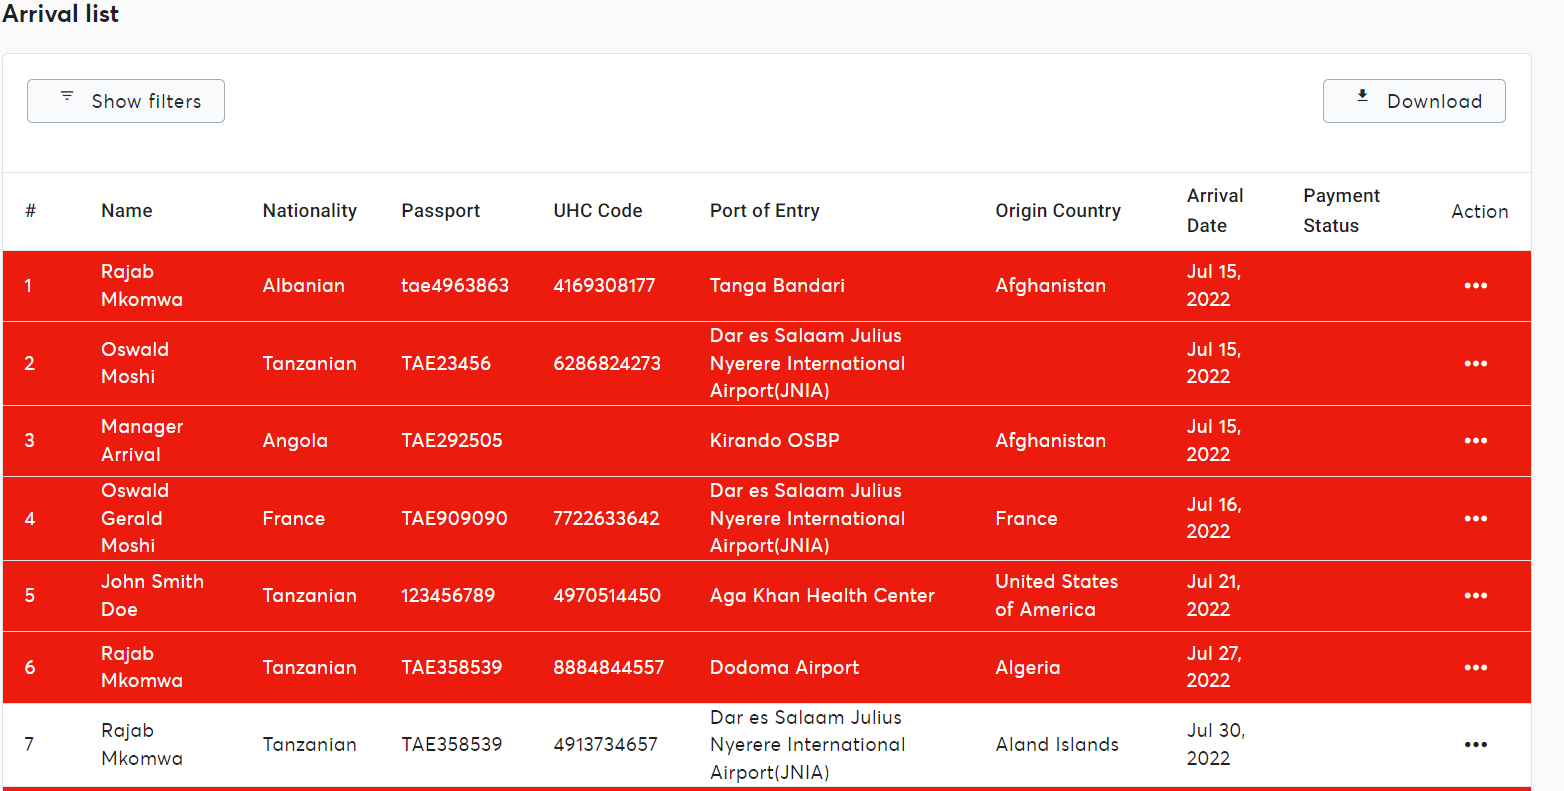 Arrival list
Show filters
Download
# Name Nationality Passport UHC Code Port of Entry Origin Country Arrival Date Payment Status Action
1 Rajab Mkomwa Albanian tae4963863 4169308177 Tanga Bandari Afghanistan Jul 15, 2022
2 Oswald Moshi Tanzanian TAE23456 6286824273 Dar es Salaam Julius Nyerere International Airport(JNIA) Jul 15, 2022
3 Manager Arrival Angola TAE292505 Kirando OSBP Afghanistan Jul 15, 2022
4 Oswald Gerald Moshi France TAE909090 7722633642 Dar es Salaam Julius Nyerere International Airport(JNIA) France Jul 16, 2022
5 John Smith Doe Tanzanian 123456789 4970514450 Aga Khan Health Center United States of America Jul 21, 2022
6 Rajab Mkomwa Tanzanian TAE358539 8884844557 Dodoma Airport Algeria Jul 27, 2022
7 Rajab Mkomwa Tanzanian TAE358539 4913734657 Dar es Salaam Julius Nyerere International Airport(JNIA) Aland Islands Jul 30, 2022